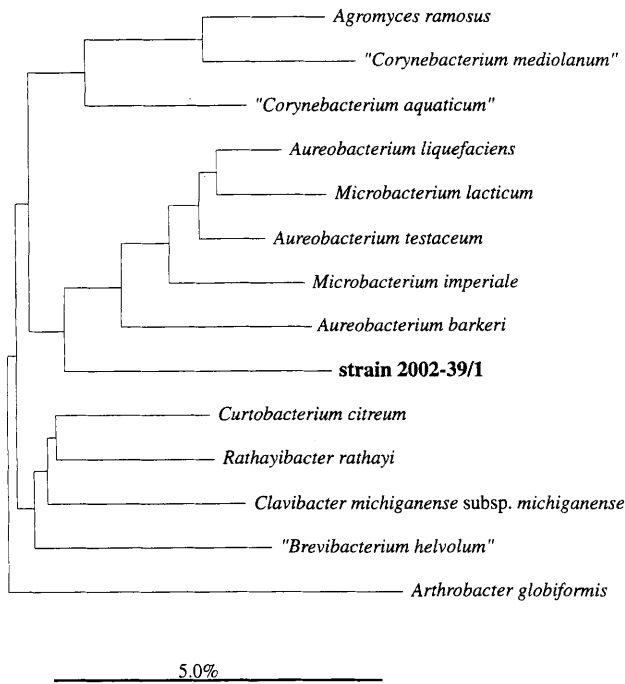 Agromyces ramosus
"Corynebacterium mediolanum"
"Corynebacterium aquaticum"
Aureobacterium liquefaciens
Microbacterium lacticum
Aureobacterium testaceum
Microbacterium imperiale
Aureobacterium barkeri
strain 2002-39/1
Curtobacterium citreum
Rathayibacter rathayi
Clavibacter michiganense subsp. michiganense
"Brevibacterium helvolum"
Arthrobacter globiformis
5.0%